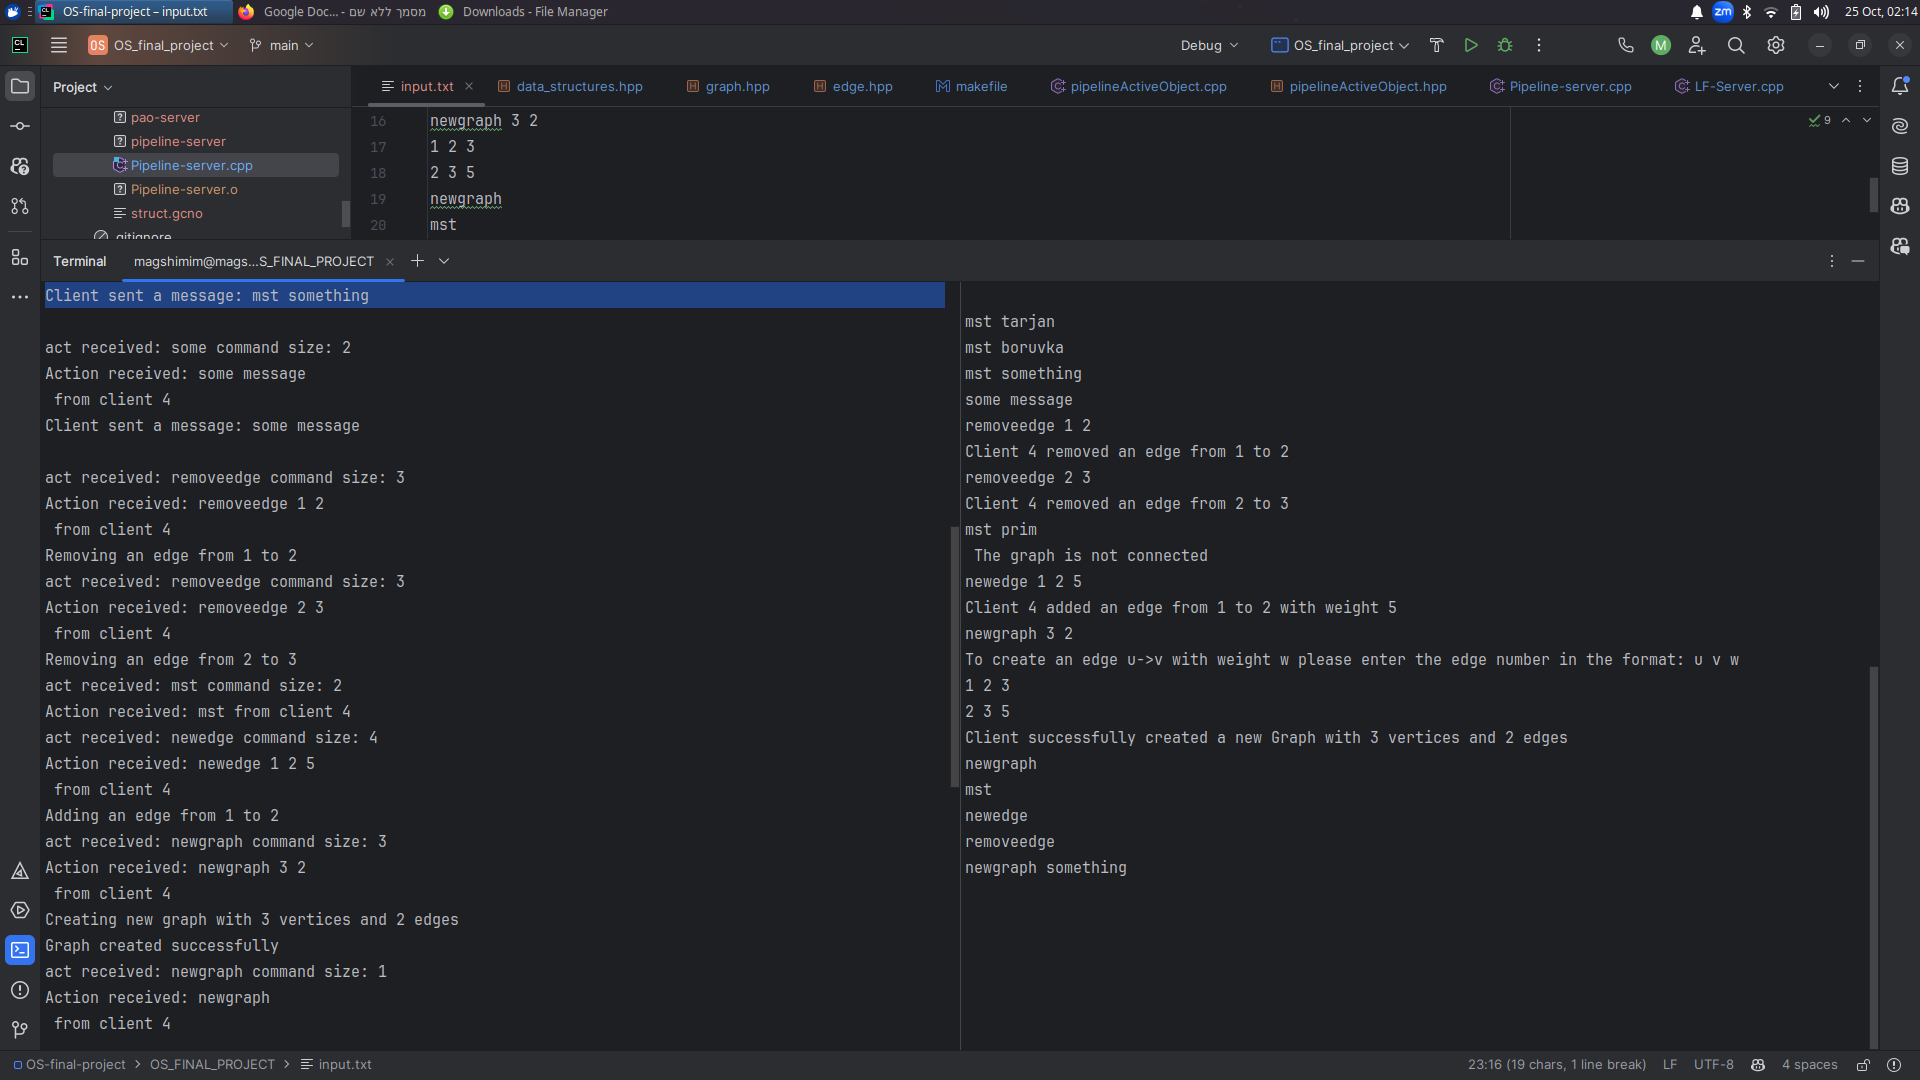 OS-final-project – input.txt
Google Doc... - מסמך ללא שם
Downloads - File Manager
zm
25 Oct, 02:14
CL
OS
OS_final_project
main
Debug
OS_final_project
M
Project
input.txt
data_structures.hpp
graph.hpp
edge.hpp
makefile
pipelineActiveObject.cpp
pipelineActiveObject.hpp
Pipeline-server.cpp
LF-Server.cpp
pao-server
pipeline-server
Pipeline-server.cpp
Pipeline-server.o
struct.gcno
.gitignore
16 newgraph 3 2
17 1 2 3
18 2 3 5
19 newgraph
20 mst
9
Terminal
magshimim@mags...S_FINAL_PROJECT
Client sent a message: mst something
act received: some command size: 2
Action received: some message
from client 4
Client sent a message: some message
act received: removeedge command size: 3
Action received: removeedge 1 2
from client 4
Removing an edge from 1 to 2
act received: removeedge command size: 3
Action received: removeedge 2 3
from client 4
Removing an edge from 2 to 3
act received: mst command size: 2
Action received: mst from client 4
act received: newedge command size: 4
Action received: newedge 1 2 5
from client 4
Adding an edge from 1 to 2
act received: newgraph command size: 3
Action received: newgraph 3 2
from client 4
Creating new graph with 3 vertices and 2 edges
Graph created successfully
act received: newgraph command size: 1
Action received: newgraph
from client 4
mst tarjan
mst boruvka
mst something
some message
removeedge 1 2
Client 4 removed an edge from 1 to 2
removeedge 2 3
Client 4 removed an edge from 2 to 3
mst prim
The graph is not connected
newedge 1 2 5
Client 4 added an edge from 1 to 2 with weight 5
newgraph 3 2
To create an edge u->v with weight w please enter the edge number in the format: u v w
1 2 3
2 3 5
Client successfully created a new Graph with 3 vertices and 2 edges
newgraph
mst
newedge
removeedge
newgraph something
OS-final-project > OS_FINAL_PROJECT > input.txt
23:16 (19 chars, 1 line break)
LF
UTF-8
4 spaces